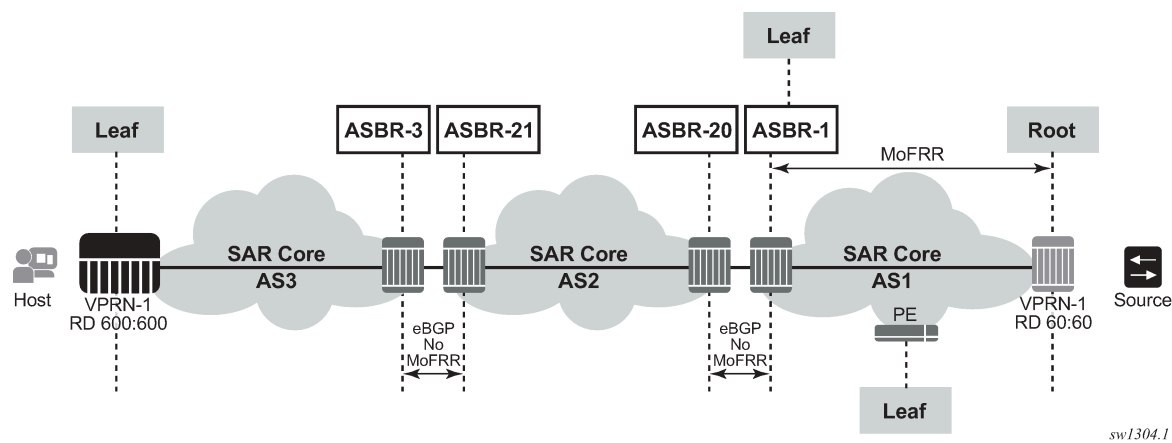 Leaf
Leaf
ASBR-3
ASBR-21
ASBR-20
ASBR-1
Root
MoFRR
SAR Core
AS3
SAR Core
AS2
SAR Core
AS1
Host
VPRN-1
RD 600:600
eBGP
No
MoFRR
eBGP
No
MoFRR
PE
VPRN-1
RD 60:60
Source
Leaf
sw1304.1